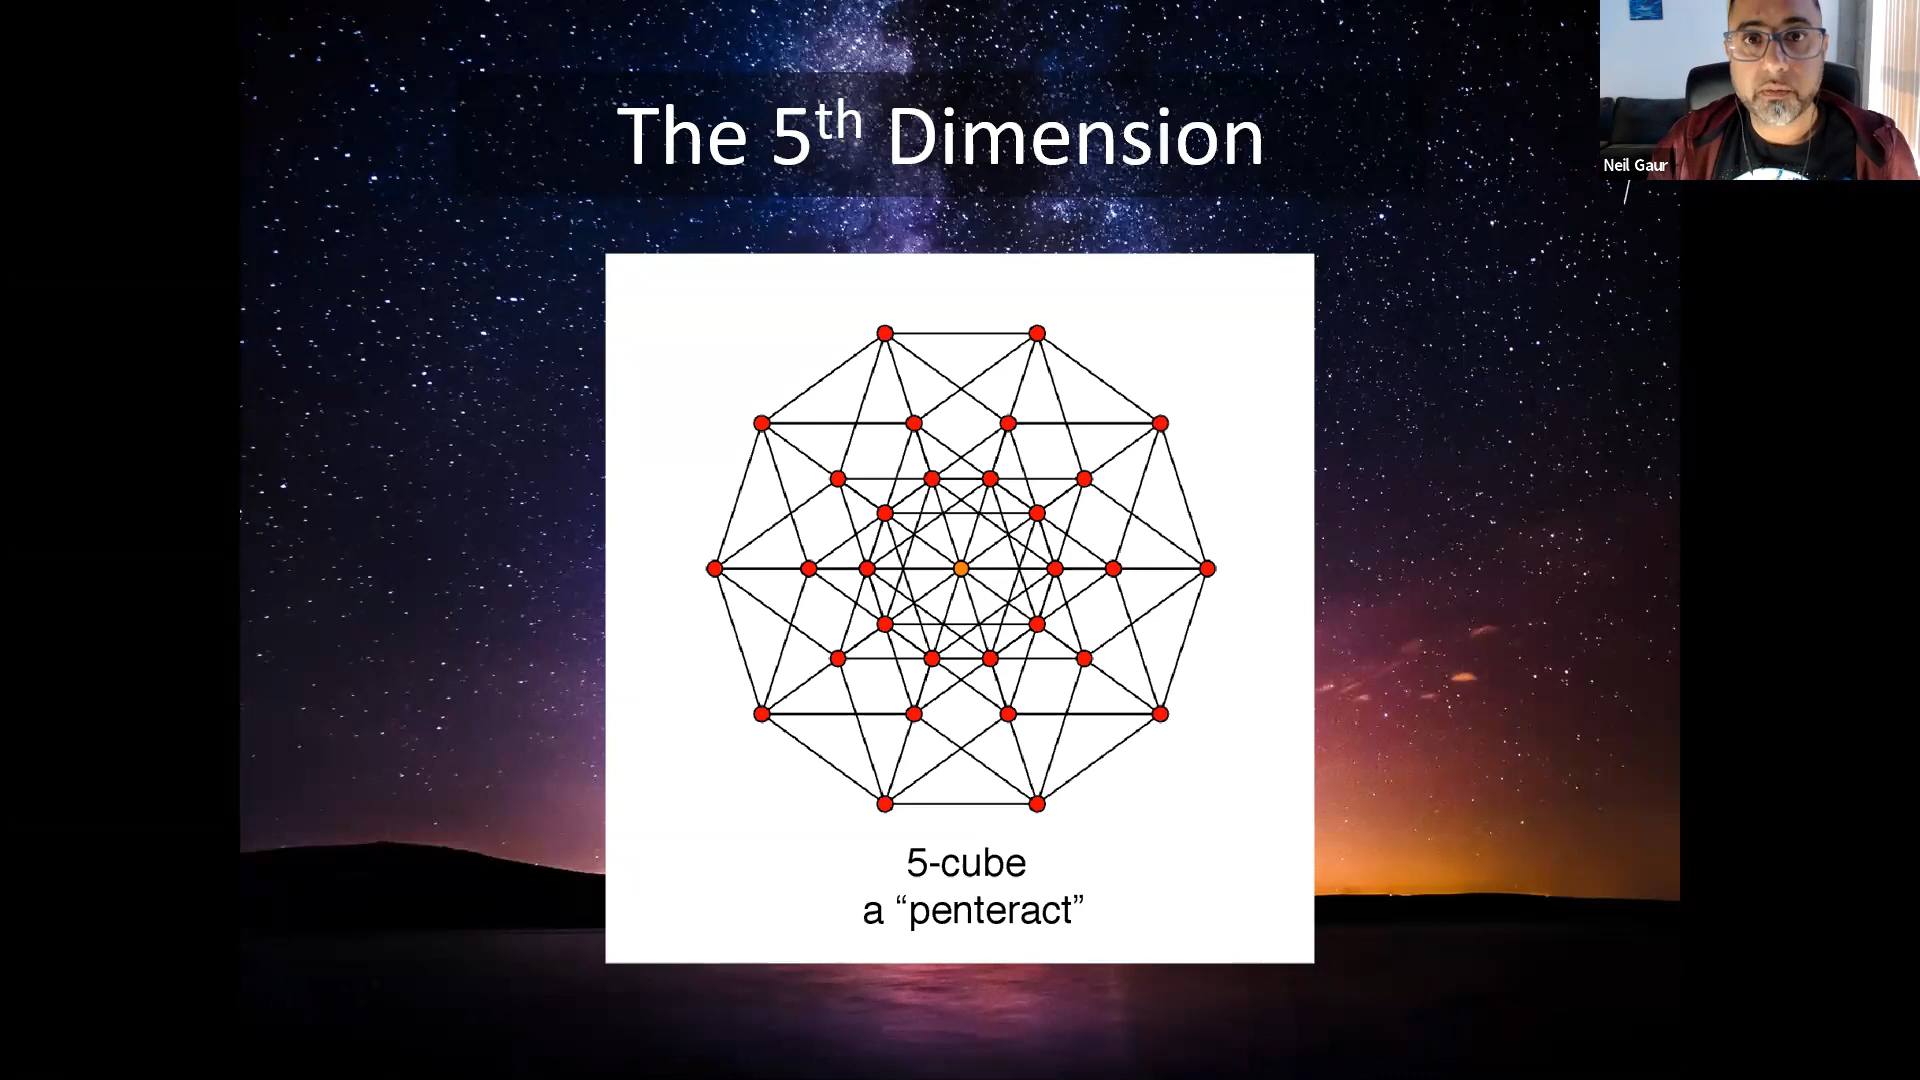 The 5th Dimension
Neil Gaur
5-cube
a “penteract”